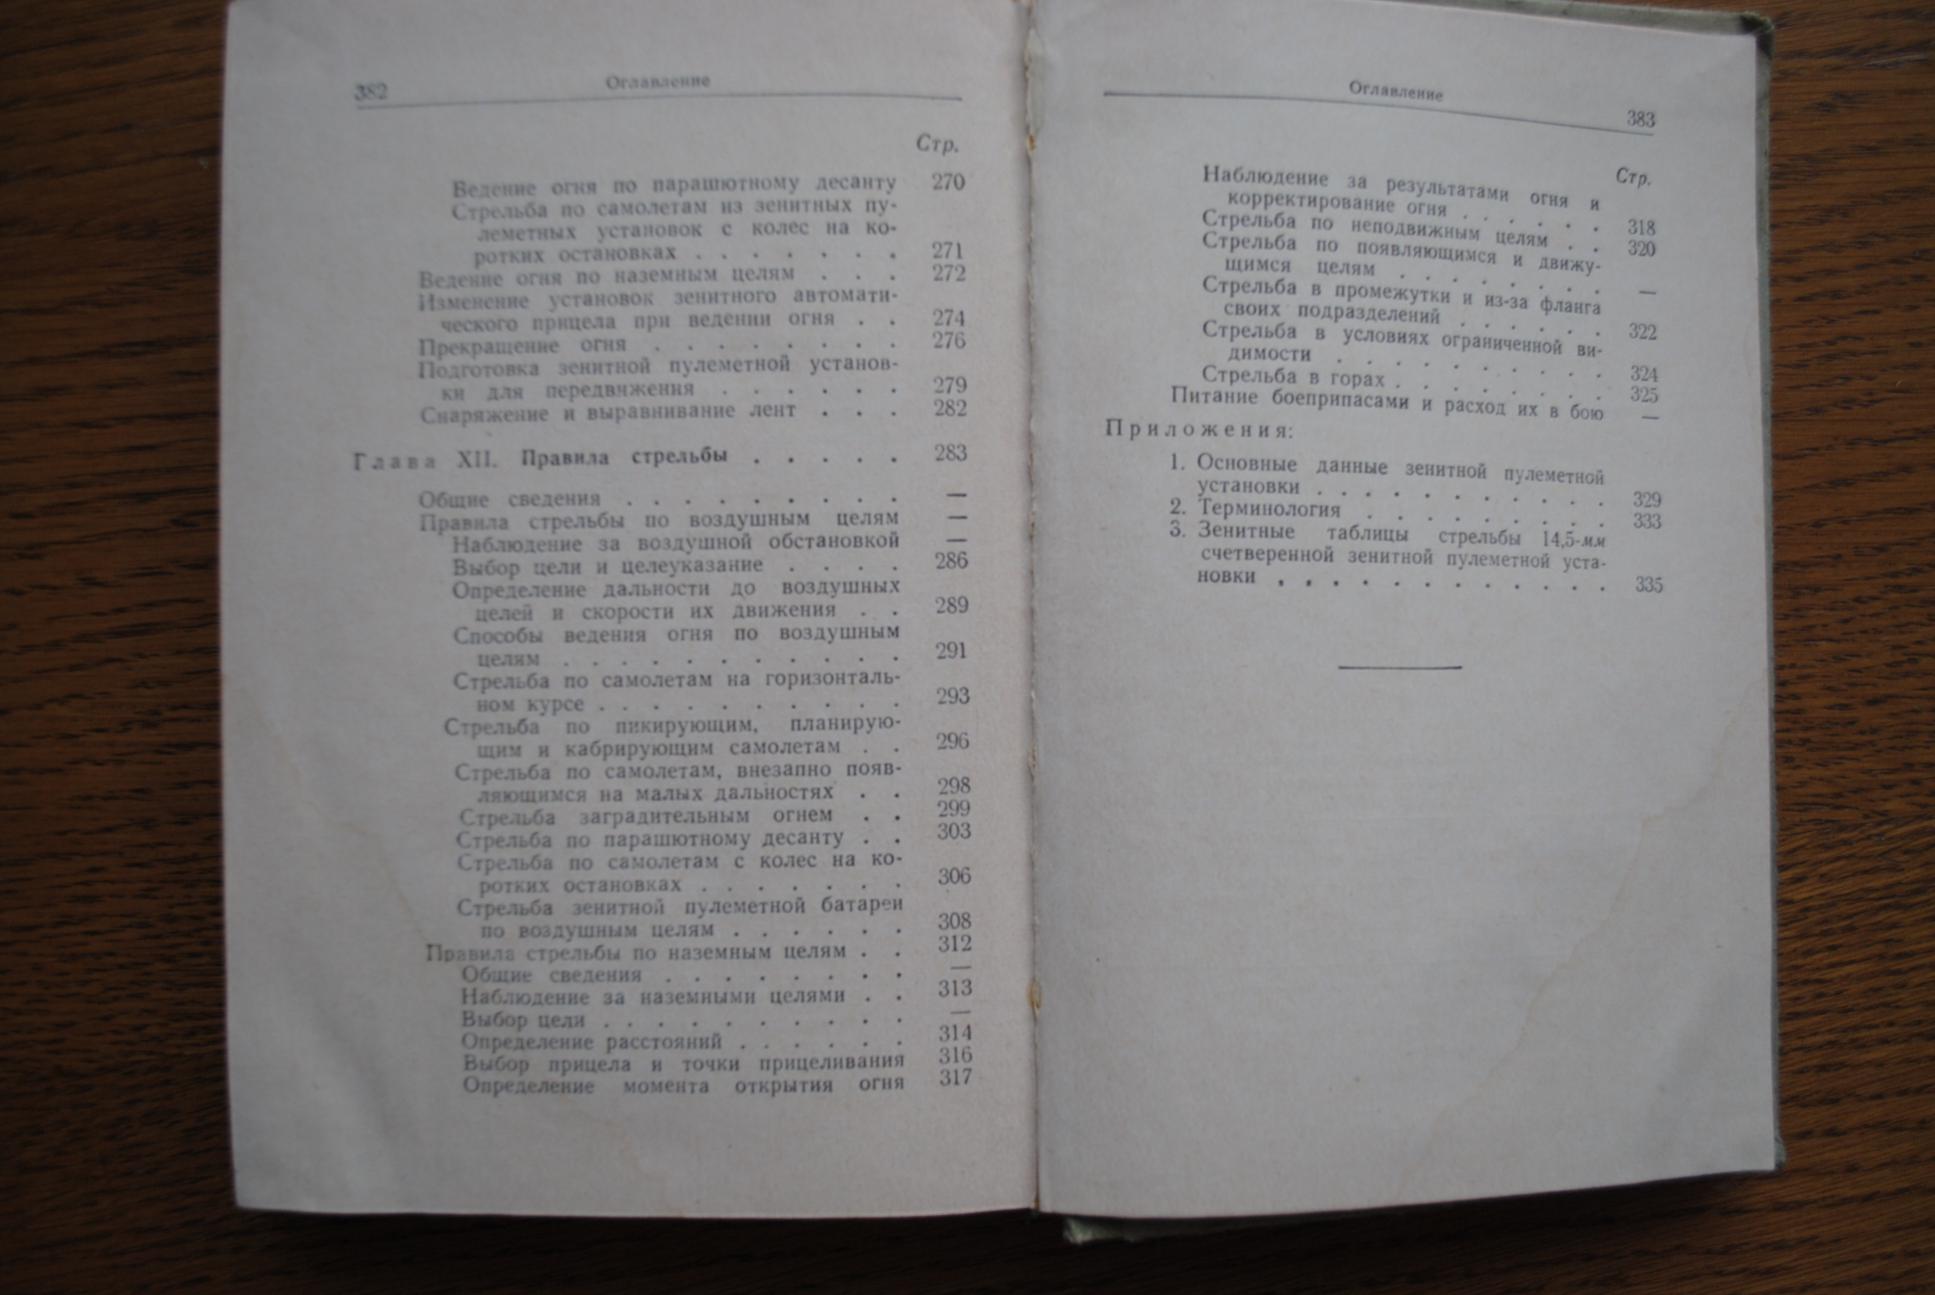 382 Оглавление
Стр.
Ведение огня по парашютному десанту 270
Стрельба по самолетам из зенитных пу-
леметных установок с колес на ко-
ротких остановках . . . . . . . 271
Ведение огня по наземным целям . . . 272
Изменение установок зенитного автомати-
ческого прицела при ведении огня . . 274
Прекращение огня . . . . . . . . 276
Подготовка зенитной пулеметной установ-
ки для передвижения . . . . . . 279
Снаряжение и выравнивание лент . . . 282
Глава XII. Правила стрельбы . . . . . 283
Общие сведения . . . . . . . . . —
Правила стрельбы по воздушным целям —
Наблюдение за воздушной обстановкой —
Выбор цели и целеуказание . . . . 286
Определение дальности до воздушных
целей и скорости их движения . . 289
Способы ведения огня по воздушным
целям . . . . . . . . . . . 291
Стрельба по самолетам на горизонталь-
ном курсе . . . . . . . . . . 293
Стрельба по пикирующим, планирую-
щим и кабрирующим самолетам . . 296
Стрельба по самолетам, внезапно появ-
ляющимся на малых дальностях . . 298
Стрельба заградительным огнем . . 299
Стрельба по парашютному десанту . . 303
Стрельба по самолетам с колес на ко-
ротких остановках . . . . . . . 306
Стрельба зенитной пулеметной батареи
по воздушным целям . . . . . . 308
Правила стрельбы по наземным целям . . 312
Общие сведения . . . . . . . . —
Наблюдение за наземными целями . . 313
Выбор цели . . . . . . . . . . —
Определение расстояний . . . . . . 314
Выбор прицела и точки прицеливания 316
Определение момента открытия огня 317
Оглавление 383
Стр.
Наблюдение за результатами огня и
корректирование огня . . . . . . 318
Стрельба по неподвижным целям . . 320
Стрельба по появляющимся и движу-
щимся целям . . . . . . . . —
Стрельба в промежутки и из-за фланга
своих подразделений . . . . . . 322
Стрельба в условиях ограниченной ви-
димости . . . . . . . . . . 324
Стрельба в горах . . . . . . . . 325
Питание боеприпасами и расход их в бою —
Приложения:
1. Основные данные зенитной пулеметной
установки . . . . . . . . . . . 329
2. Терминология . . . . . . . . . 333
3. Зенитные таблицы стрельбы 14,5-мм
счетверенной зенитной пулеметной уста-
новки . . . . . . . . . . . . 335